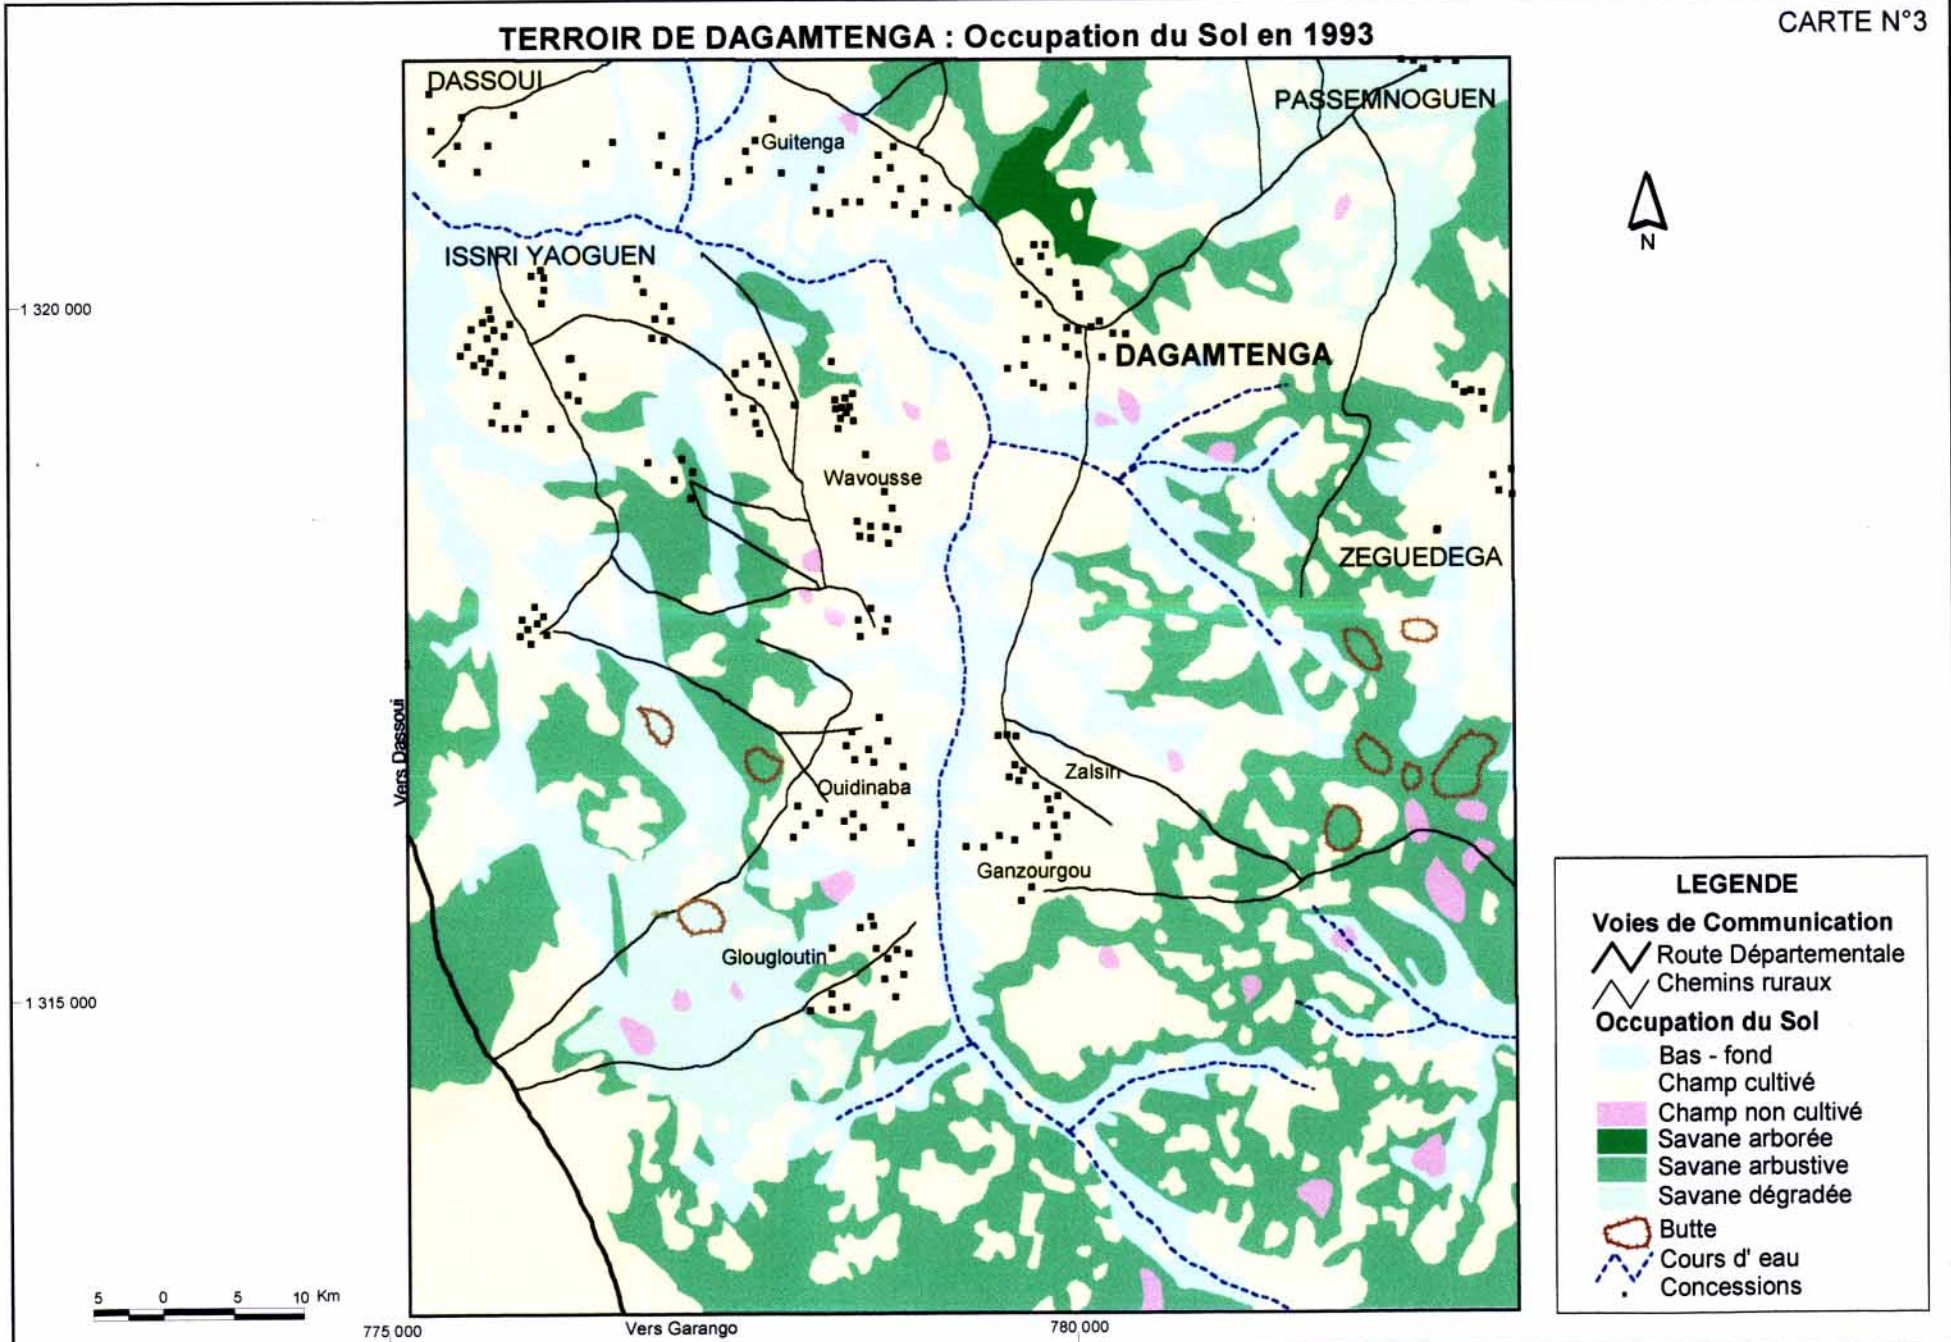 CARTE N°3
TERROIR DE DAGAMTENGA : Occupation du Sol en 1993
DASSOUI
PASSEMNOGUEN
Guitenga
N
ISSIRI YAOGUEN
1 320 000
DAGAMTENGA
Wavousse
ZEGUEDEGA
Vers Dassoui
Zalsin
Ouidinaba
Ganzourgou
Glougloutin
1 315 000
LEGENDE
Voies de Communication
Route Départementale
Chemins ruraux
Occupation du Sol
Bas - fond
Champ cultivé
Champ non cultivé
Savane arborée
Savane arbustive
Savane dégradée
Butte
Cours d' eau
Concessions
5 0 5 10 Km
775 000
Vers Garango
780 000